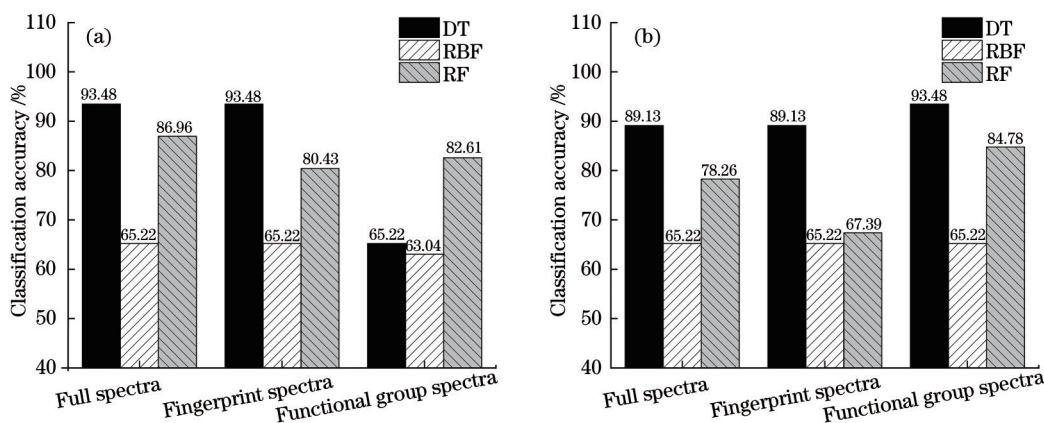 (a)
DT
RBF
RF
Classification accuracy /%
110
100
90
80
70
60
50
40
93.48
65.22
86.96
93.48
65.22
80.43
65.22
63.04
82.61
Full spectra
Fingerprint spectra
Functional group spectra
(b)
DT
RBF
RF
Classification accuracy /%
110
100
90
80
70
60
50
40
89.13
65.22
78.26
89.13
65.22
67.39
93.48
65.22
84.78
Full spectra
Fingerprint spectra
Functional group spectra